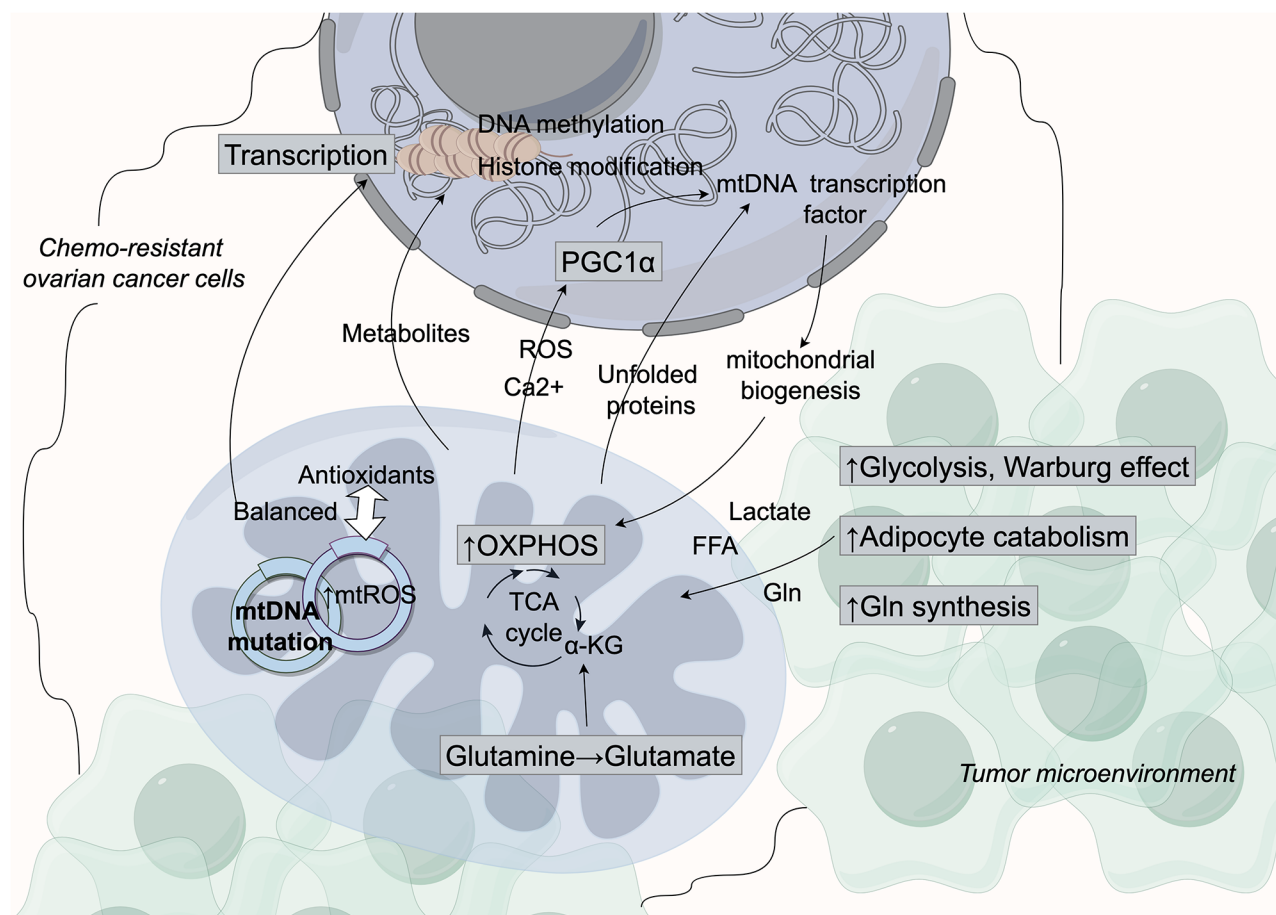 DNA methylation
Transcription
Histone modification
mtDNA transcription
factor
Chemo-resistant
ovarian cancer cells
PGC1α
Metabolites
ROS
Ca2+
Unfolded
proteins
mitochondrial
biogenesis
Antioxidants
Balanced
↑Glycolysis, Warburg effect
Lactate
FFA
Gln
↑Adipocyte catabolism
↑Gln synthesis
↑OXPHOS
↑mtROS
mtDNA
mutation
TCA
cycle
α-KG
Glutamine→Glutamate
Tumor microenvironment